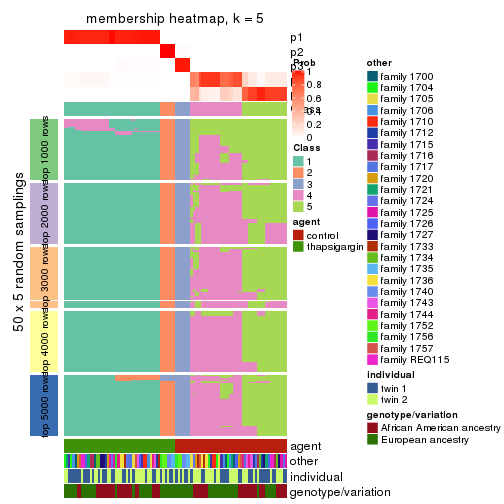 membership heatmap, k = 5
p1
p2
p3
Prob
1
0.8
0.6
0.4
0.2
0
Class
1
2
3
4
5
agent
control
thapsigargin
50 x 5 random samplings
top 1000 rows
top 2000 rows
top 3000 rows
top 4000 rows
top 5000 rows
agent
other
individual
genotype/variation
other
family 1700
family 1704
family 1705
family 1706
family 1710
family 1712
family 1715
family 1716
family 1717
family 1720
family 1721
family 1724
family 1725
family 1726
family 1727
family 1733
family 1734
family 1735
family 1736
family 1740
family 1743
family 1744
family 1752
family 1756
family 1757
family REQ115
individual
twin 1
twin 2
genotype/variation
African American ancestry
European ancestry